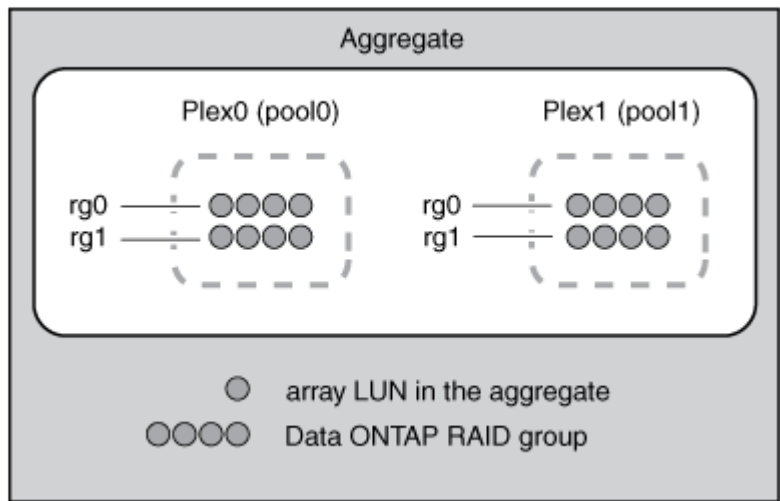 Aggregate
Plex0 (pool0)
Plex1 (pool1)
rg0
rg1
rg0
rg1
array LUN in the aggregate
Data ONTAP RAID group